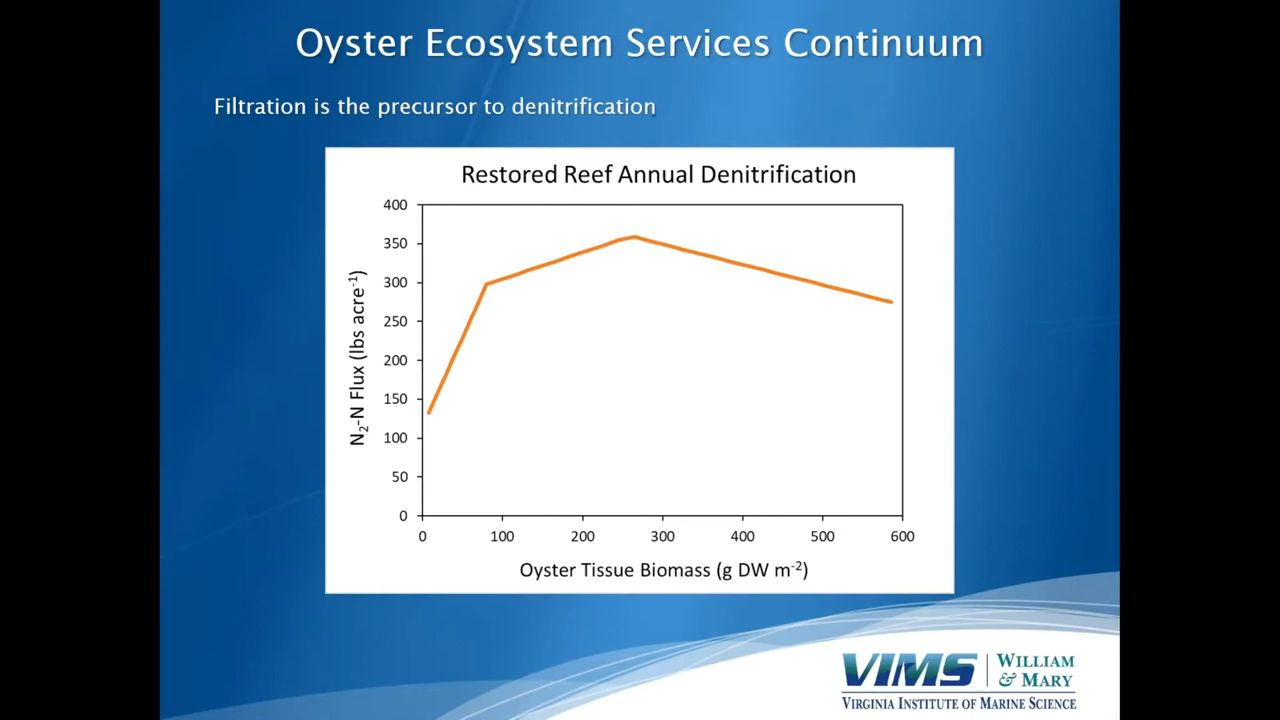 Oyster Ecosystem Services Continuum
Filtration is the precursor to denitrification
Restored Reef Annual Denitrification
400
350
300
250
200
150
100
50
0
N₂-N Flux (lbs acre⁻¹)
0 100 200 300 400 500 600
Oyster Tissue Biomass (g DW m⁻²)
VIMS
WILLIAM
& MARY
VIRGINIA INSTITUTE OF MARINE SCIENCE